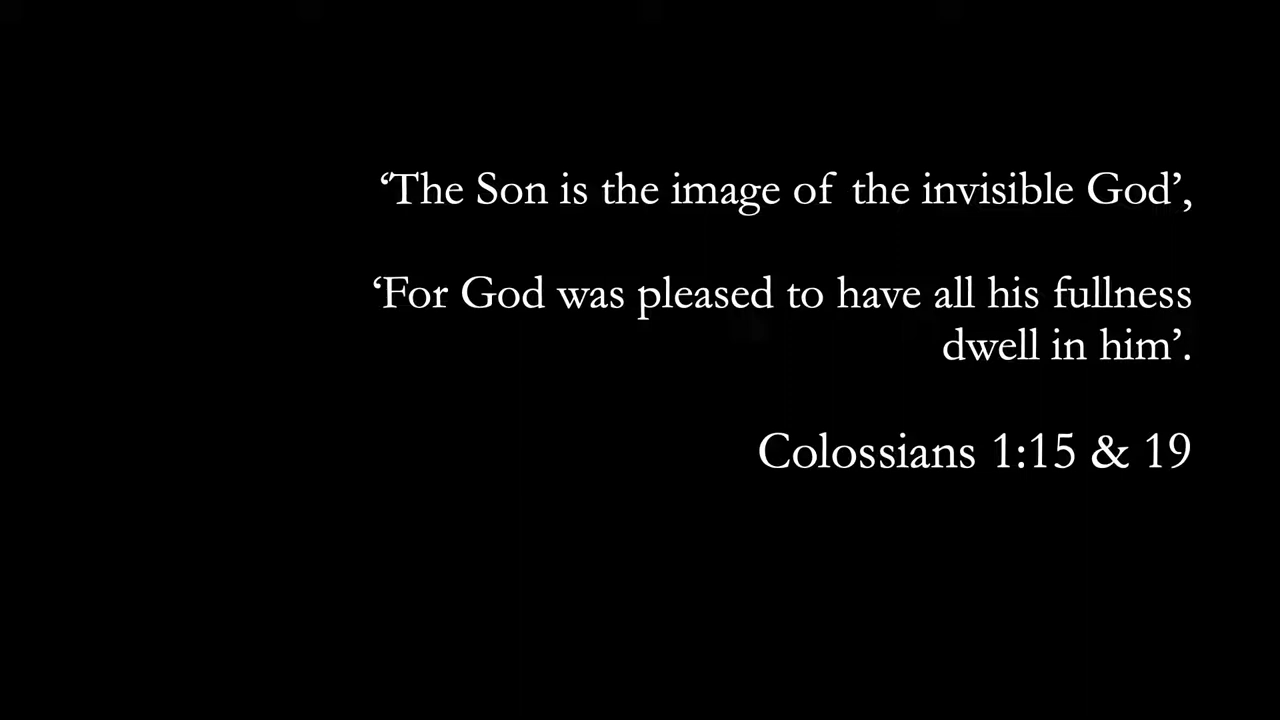 ‘The Son is the image of the invisible God’,
‘For God was pleased to have all his fullness
dwell in him’.
Colossians 1:15 & 19